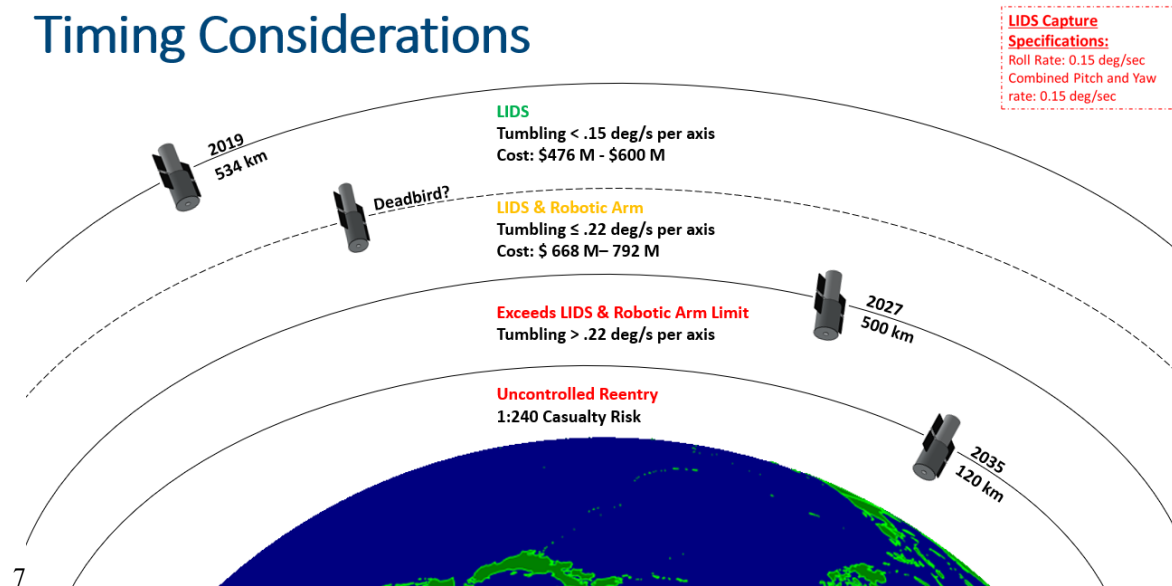 Timing Considerations
LIDS Capture
Specifications:
Roll Rate: 0.15 deg/sec
Combined Pitch and Yaw
rate: 0.15 deg/sec
LIDS
Tumbling < .15 deg/s per axis
Cost: $476 M - $600 M
2019
534 km
Deadbird?
LIDS & Robotic Arm
Tumbling ≤ .22 deg/s per axis
Cost: $ 668 M– 792 M
2027
500 km
Exceeds LIDS & Robotic Arm Limit
Tumbling > .22 deg/s per axis
Uncontrolled Reentry
1:240 Casualty Risk
2035
120 km
7